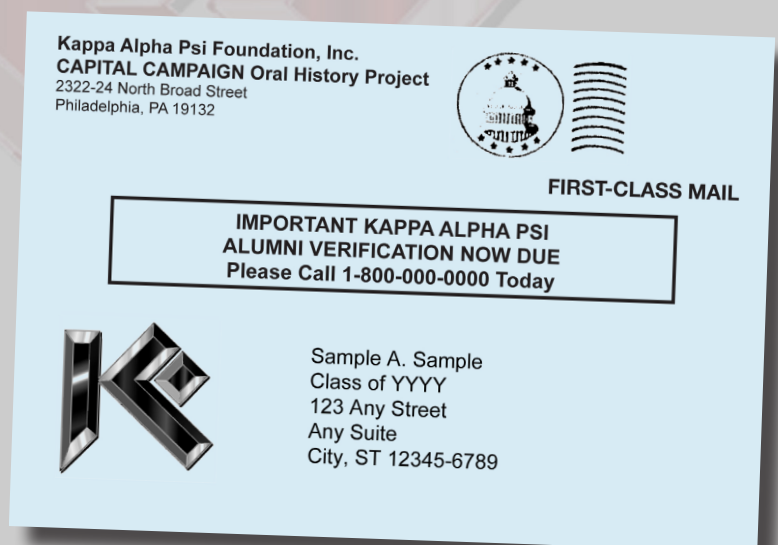 Kappa Alpha Psi Foundation, Inc.
CAPITAL CAMPAIGN Oral History Project
2322-24 North Broad Street
Philadelphia, PA 19132
FIRST-CLASS MAIL
IMPORTANT KAPPA ALPHA PSI
ALUMNI VERIFICATION NOW DUE
Please Call 1-800-000-0000 Today
Sample A. Sample
Class of YYYY
123 Any Street
Any Suite
City, ST 12345-6789